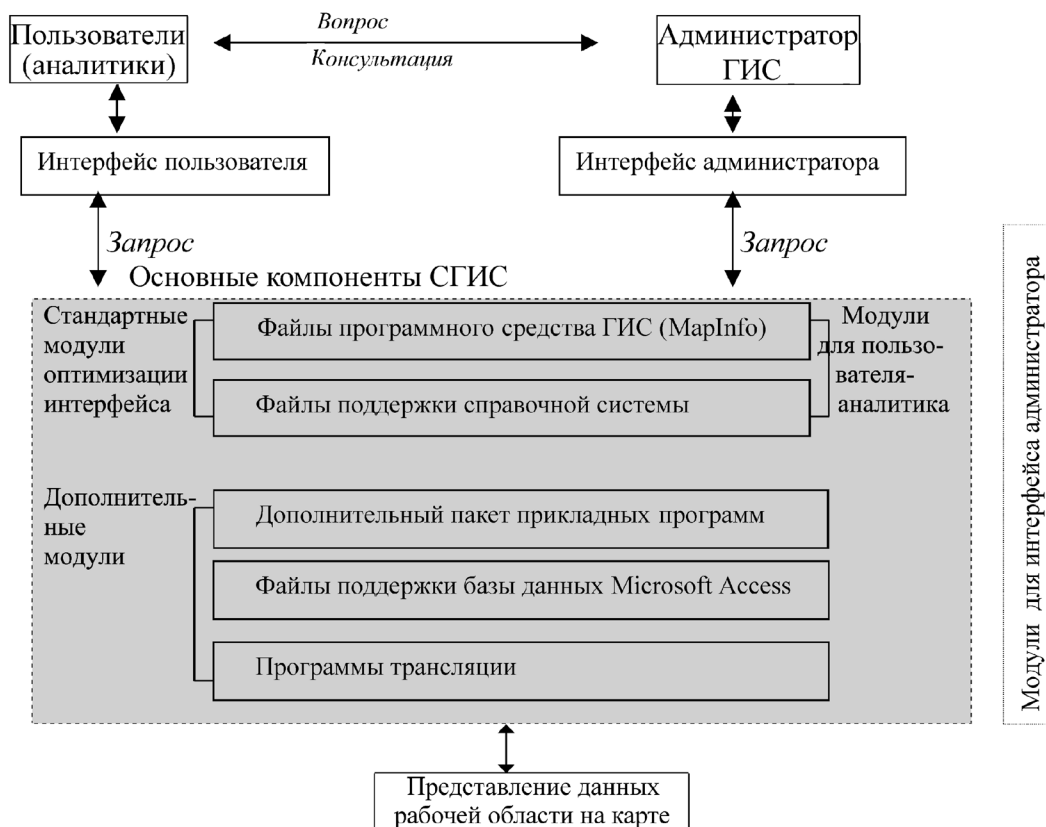 Пользователи
(аналитики)
Вопрос
Консультация
Администратор
ГИС
Интерфейс пользователя
Интерфейс администратора
Запрос
Запрос
Основные компоненты СГИС
Стандартные
модули
оптимизации
интерфейса
Файлы программного средства ГИС (MapInfo)
Файлы поддержки справочной системы
Модули
для пользо-
вателя-
аналитика
Дополнитель-
ные
модули
Дополнительный пакет прикладных программ
Файлы поддержки базы данных Microsoft Access
Программы трансляции
Модули для интерфейса администратора
Представление данных
рабочей области на карте